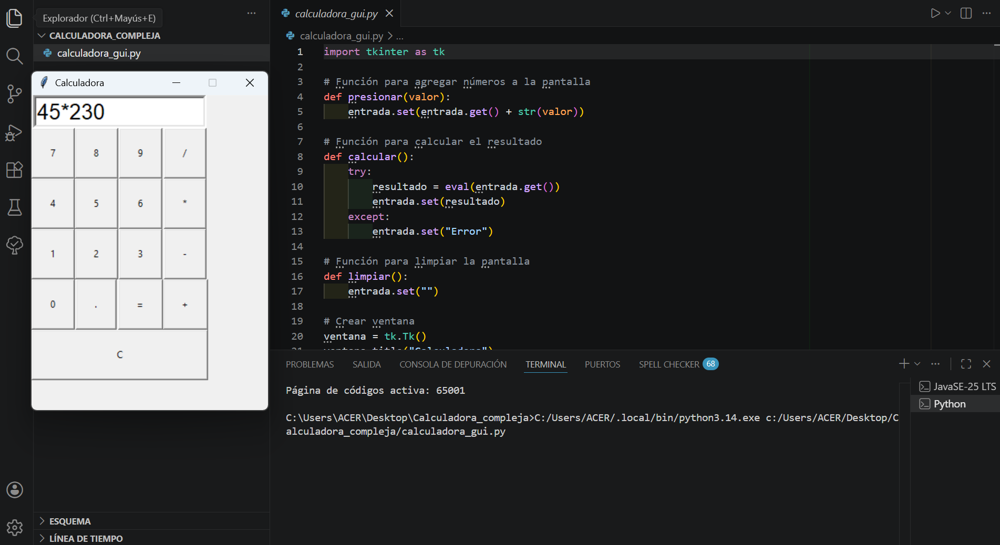 Explorador (Ctrl+Mayús+E)
CALCULADORA_COMPLEJA
calculadora_gui.py
Calculadora
45*230
7 8 9 /
4 5 6 *
1 2 3 -
0 . = +
C
ESQUEMA
LÍNEA DE TIEMPO
calculadora_gui.py
calculadora_gui.py > ...
1 import tkinter as tk
2
3 # Función para agregar números a la pantalla
4 def presionar(valor):
5     entrada.set(entrada.get() + str(valor))
6
7 # Función para calcular el resultado
8 def calcular():
9     try:
10         resultado = eval(entrada.get())
11         entrada.set(resultado)
12     except:
13         entrada.set("Error")
14
15 # Función para limpiar la pantalla
16 def limpiar():
17     entrada.set("")
18
19 # Crear ventana
20 ventana = tk.Tk()
21 ventana.title("Calculadora")
PROBLEMAS SALIDA CONSOLA DE DEPURACIÓN TERMINAL PUERTOS SPELL CHECKER 68
Página de códigos activa: 65001
C:\Users\ACER\Desktop\Calculadora_compleja>C:/Users/ACER/.local/bin/python3.14.exe c:/Users/ACER/Desktop/C
alculadora_compleja/calculadora_gui.py
JavaSE-25 LTS
Python